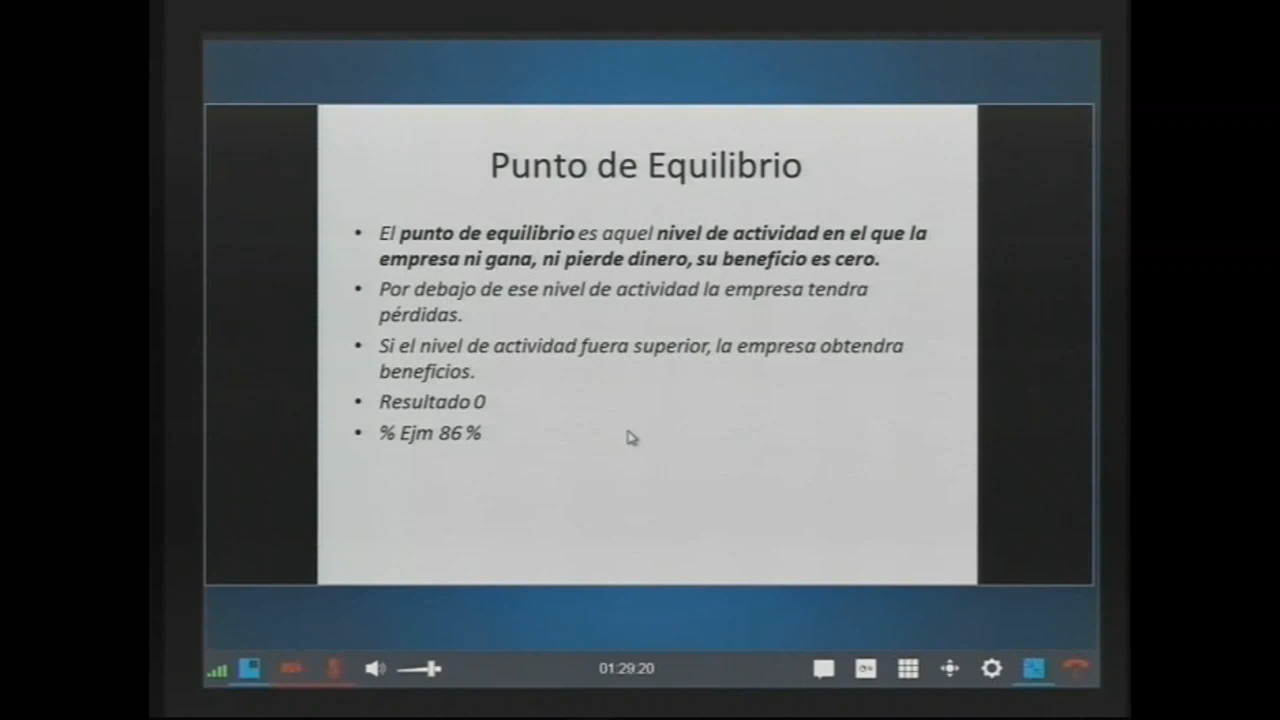 Punto de Equilibrio
• El punto de equilibrio es aquel nivel de actividad en el que la
empresa ni gana, ni pierde dinero, su beneficio es cero.
• Por debajo de ese nivel de actividad la empresa tendra
pérdidas.
• Si el nivel de actividad fuera superior, la empresa obtendra
beneficios.
• Resultado 0
• % Ejm 86 %
01:29:20